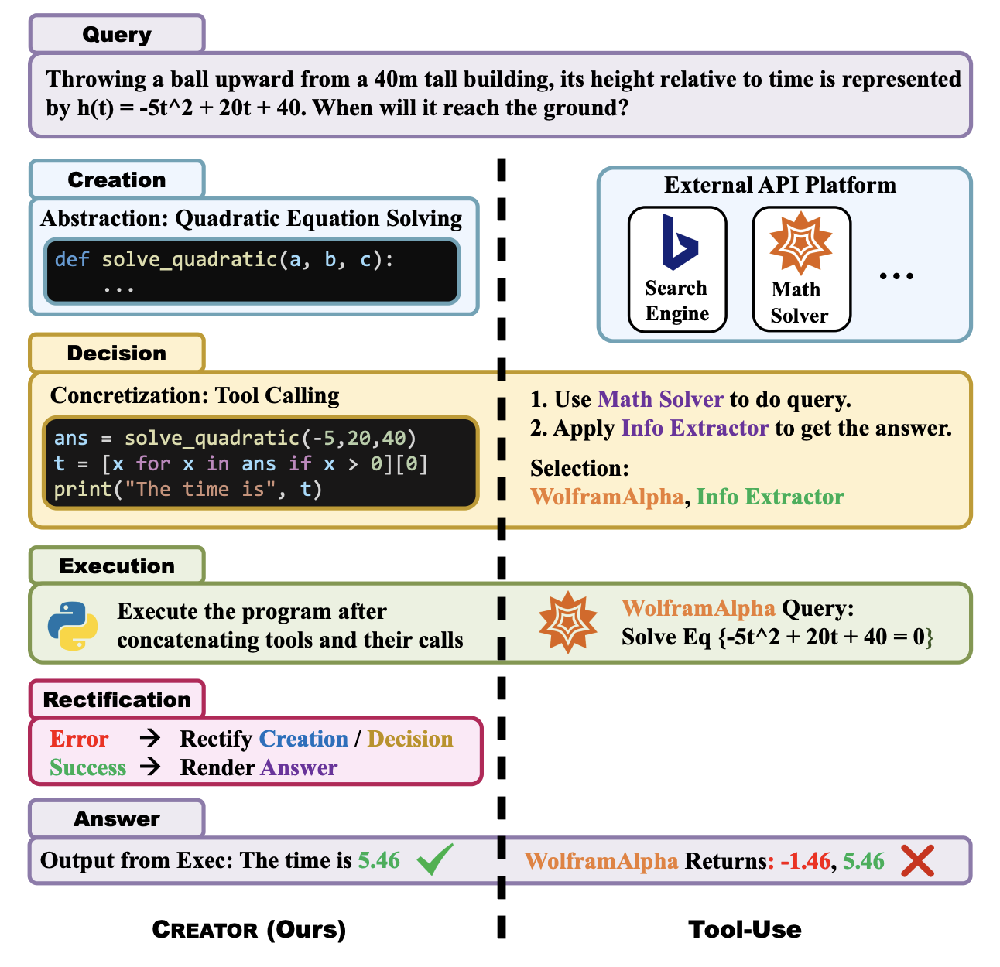 Query
Throwing a ball upward from a 40m tall building, its height relative to time is represented
by h(t) = -5t^2 + 20t + 40. When will it reach the ground?
Creation
Abstraction: Quadratic Equation Solving
def solve_quadratic(a, b, c):
...
External API Platform
Search
Engine
Math
Solver
...
Decision
Concretization: Tool Calling
ans = solve_quadratic(-5,20,40)
t = [x for x in ans if x > 0][0]
print("The time is", t)
1. Use Math Solver to do query.
2. Apply Info Extractor to get the answer.
Selection:
WolframAlpha, Info Extractor
Execution
Execute the program after
concatenating tools and their calls
WolframAlpha Query:
Solve Eq {-5t^2 + 20t + 40 = 0}
Rectification
Error → Rectify Creation / Decision
Success → Render Answer
Answer
Output from Exec: The time is 5.46
WolframAlpha Returns: -1.46, 5.46
CREATOR (Ours)
Tool-Use